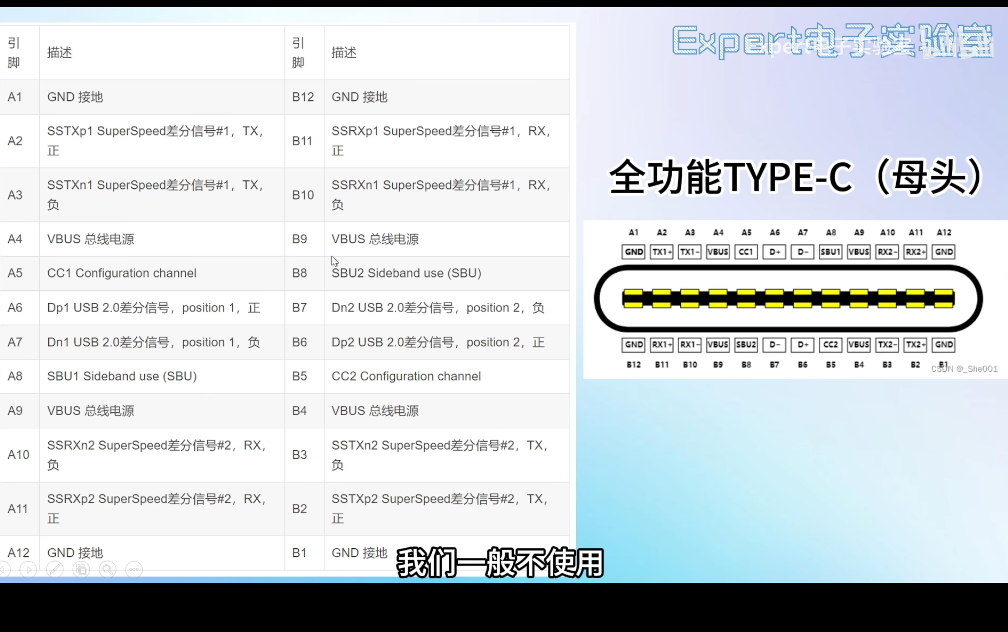 Expert电子实验室
引脚 描述 引脚 描述
A1 GND 接地 B12 GND 接地
A2 SSTXp1 SuperSpeed差分信号#1，TX， B11 SSRXp1 SuperSpeed差分信号#1，RX，
正 正
A3 SSTXn1 SuperSpeed差分信号#1，TX， B10 SSRXn1 SuperSpeed差分信号#1，RX，
负 负
A4 VBUS 总线电源 B9 VBUS 总线电源
A5 CC1 Configuration channel B8 SBU2 Sideband use (SBU)
A6 Dp1 USB 2.0差分信号，position 1，正 B7 Dn2 USB 2.0差分信号，position 2，负
A7 Dn1 USB 2.0差分信号，position 1，负 B6 Dp2 USB 2.0差分信号，position 2，正
A8 SBU1 Sideband use (SBU) B5 CC2 Configuration channel
A9 VBUS 总线电源 B4 VBUS 总线电源
A10 SSRXn2 SuperSpeed差分信号#2，RX， B3 SSTXn2 SuperSpeed差分信号#2，TX，
负 负
A11 SSRXp2 SuperSpeed差分信号#2，RX， B2 SSTXp2 SuperSpeed差分信号#2，TX，
正 正
A12 GND 接地 B1 GND 接地
全功能TYPE-C（母头）
A1 A2 A3 A4 A5 A6 A7 A8 A9 A10 A11 A12
GND TX1+ TX1- VBUS CC1 D+ D- SBU1 VBUS RX2- RX2+ GND
GND RX1+ RX1- VBUS SBU2 D- D+ CC2 VBUS TX2- TX2+ GND
B12 B11 B10 B9 B8 B7 B6 B5 B4 B3 B2 B1
CSDN @_She001
我们一般不使用